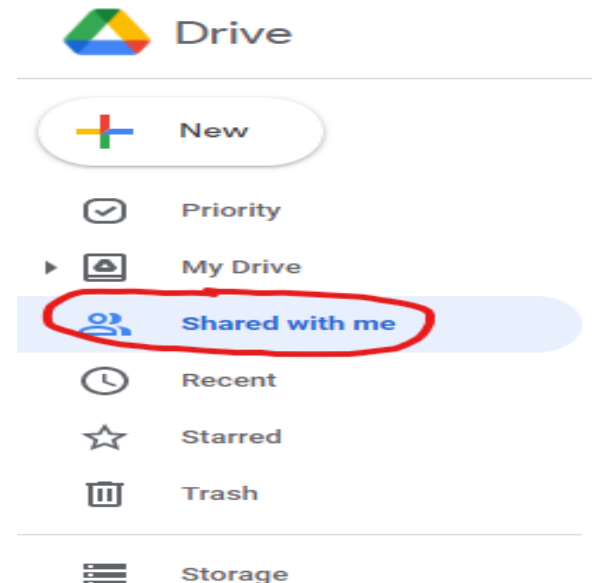 Drive
New
Priority
My Drive
Shared with me
Recent
Starred
Trash
Storage